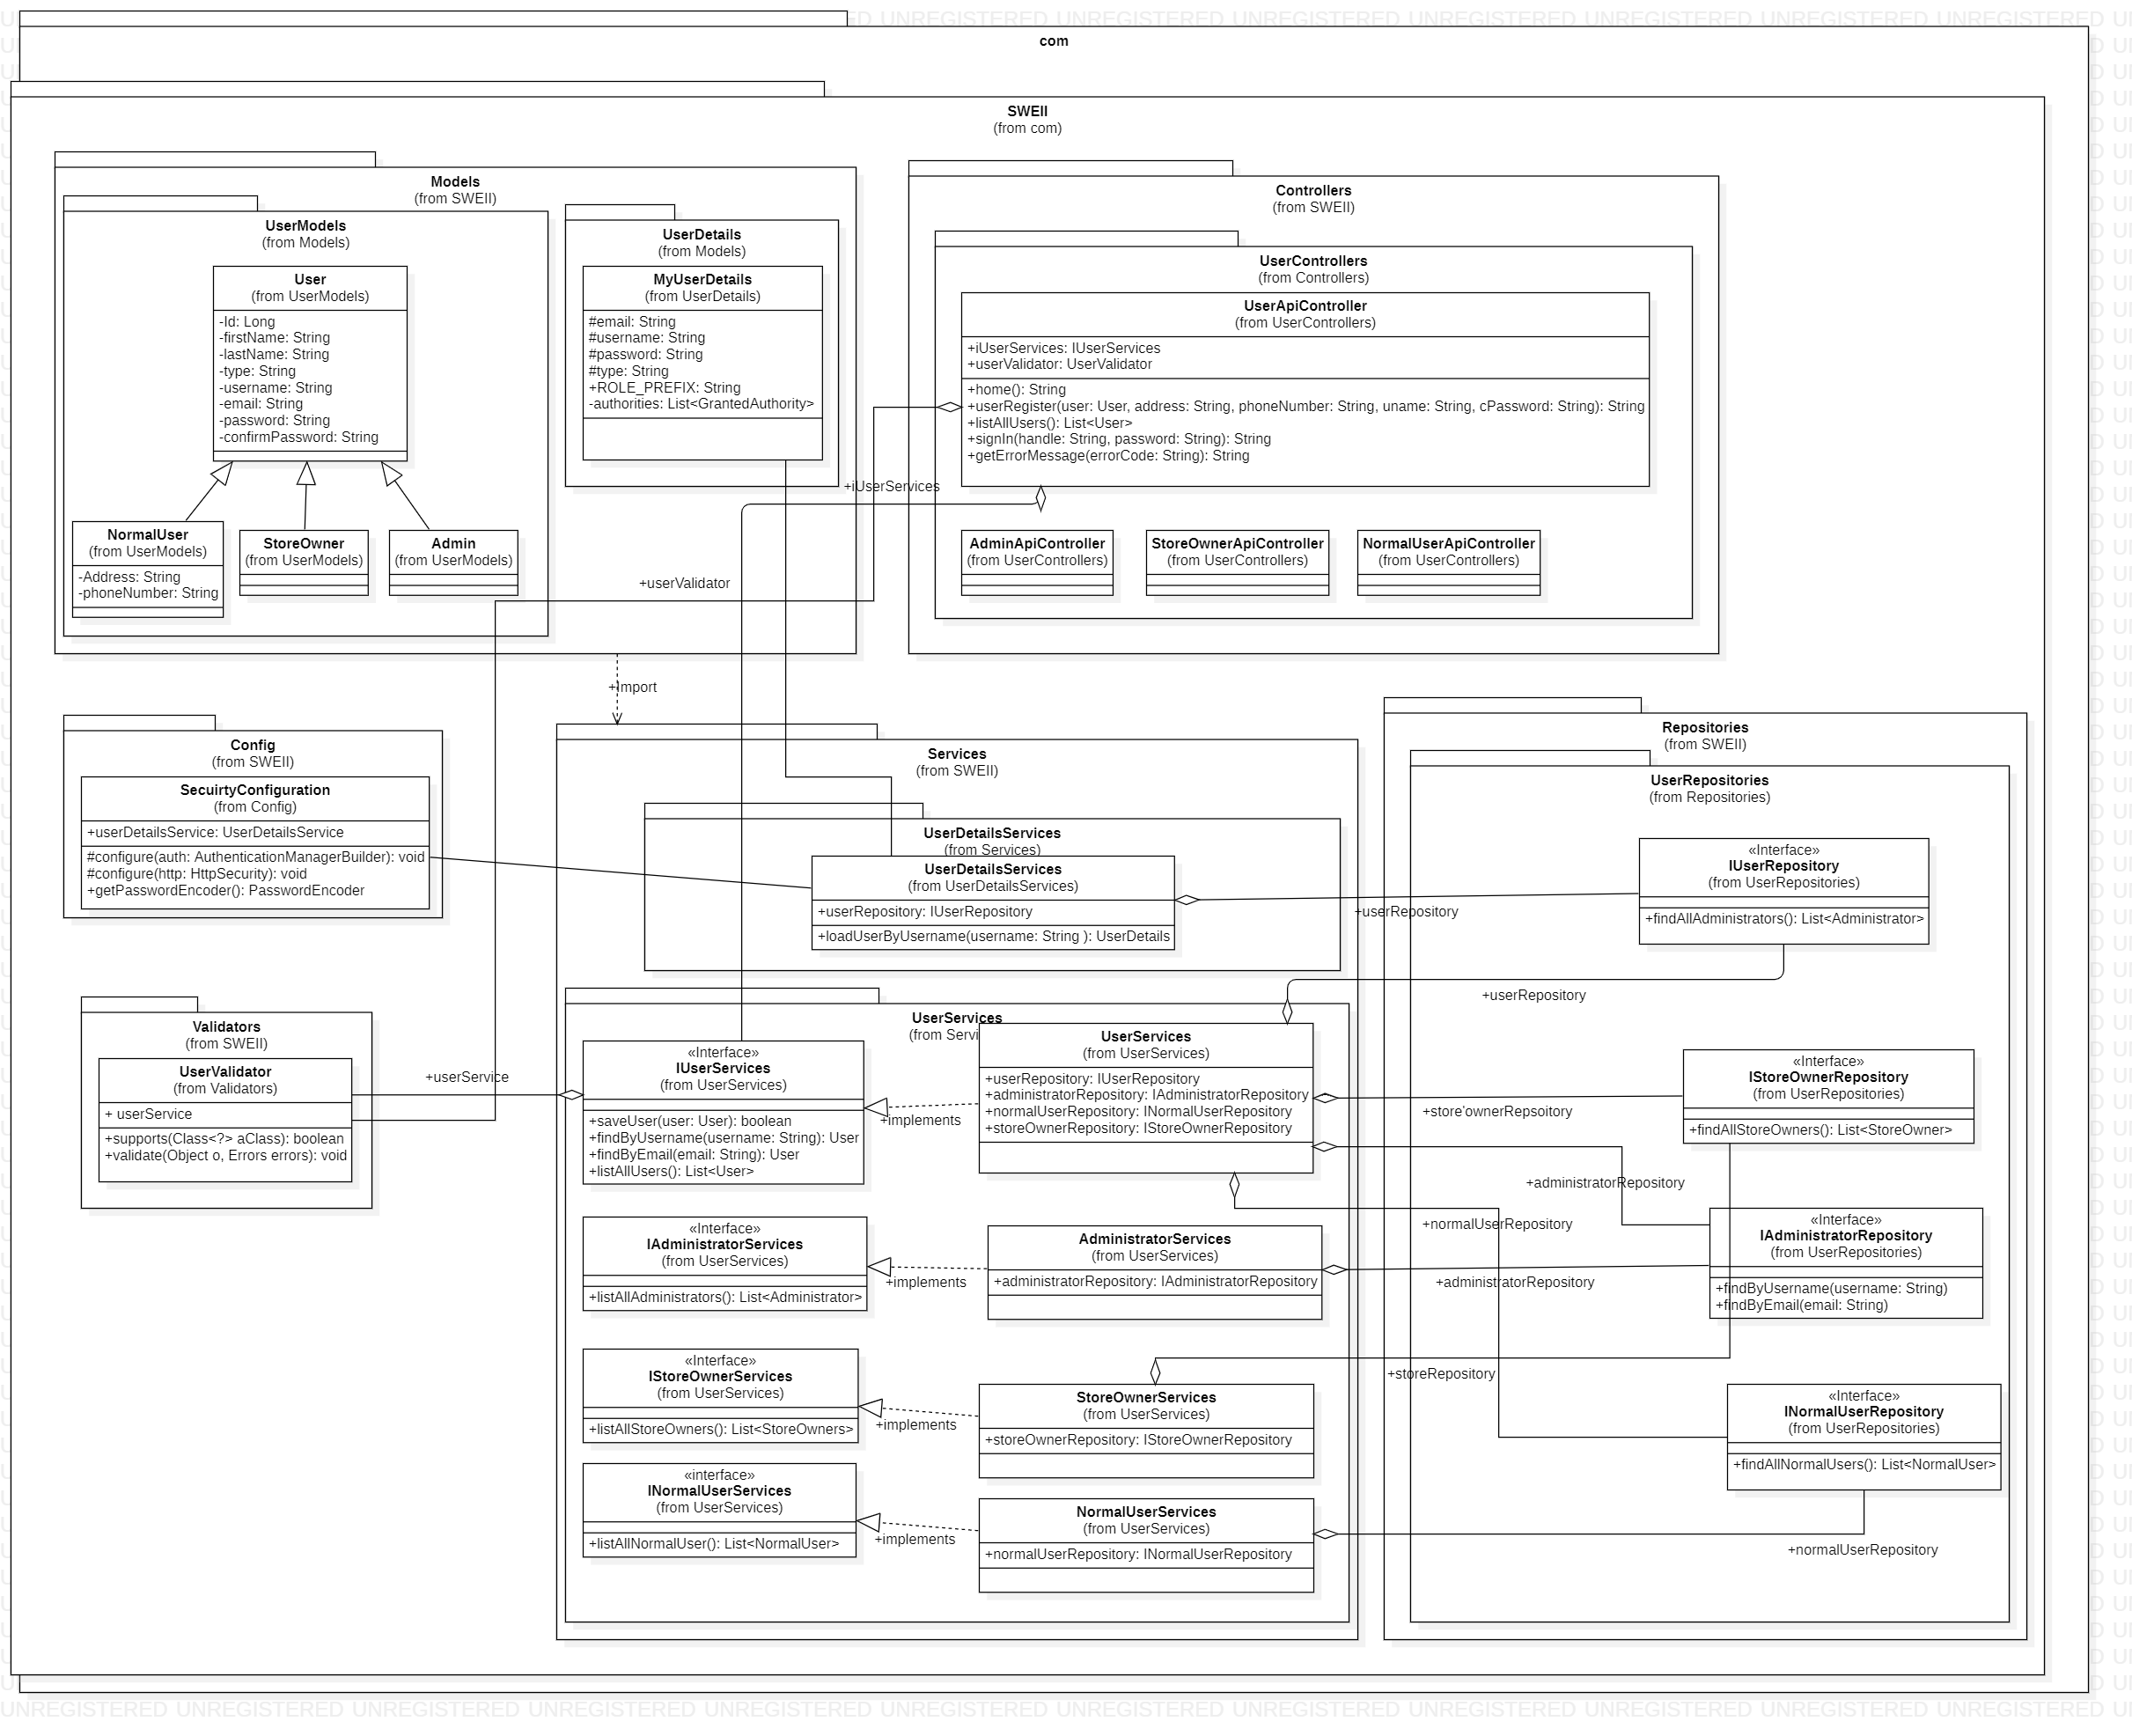 UNREGISTERED UNREGISTERED UNREGISTERED UNREGISTERED UNREGISTERED UNREGISTERED UNREGISTERED
com
SWEII
(from com)
Models
(from SWEII)
UserModels
(from Models)
User
(from UserModels)
-Id: Long
-firstName: String
-lastName: String
-type: String
-username: String
-email: String
-password: String
-confirmPassword: String
NormalUser
(from UserModels)
-Address: String
-phoneNumber: String
StoreOwner
(from UserModels)
Admin
(from UserModels)
UserDetails
(from Models)
MyUserDetails
(from UserDetails)
#email: String
#username: String
#password: String
#type: String
+ROLE_PREFIX: String
-authorities: List<GrantedAuthority>
Controllers
(from SWEII)
UserControllers
(from Controllers)
UserApiController
(from UserControllers)
+iUserServices: IUserServices
+userValidator: UserValidator
+home(): String
+userRegister(user: User, address: String, phoneNumber: String, uname: String, cPassword: String): String
+listAllUsers(): List<User>
+signIn(handle: String, password: String): String
+getErrorMessage(errorCode: String): String
+iUserServices
+userValidator
AdminApiController
(from UserControllers)
StoreOwnerApiController
(from UserControllers)
NormalUserApiController
(from UserControllers)
+Import
Config
(from SWEII)
SecuirtyConfiguration
(from Config)
+userDetailsService: UserDetailsService
#configure(auth: AuthenticationManagerBuilder): void
#configure(http: HttpSecurity): void
+getPasswordEncoder(): PasswordEncoder
Validators
(from SWEII)
UserValidator
(from Validators)
+ userService
+supports(Class<?> aClass): boolean
+validate(Object o, Errors errors): void
+userService
Services
(from SWEII)
UserDetailsServices
(from Services)
UserDetailsServices
(from UserDetailsServices)
+userRepository: IUserRepository
+loadUserByUsername(username: String ): UserDetails
+userRepository
+userRepository
UserServices
(from Servi
«Interface»
IUserServices
(from UserServices)
+saveUser(user: User): boolean
+findByUsername(username: String): User
+findByEmail(email: String): User
+listAllUsers(): List<User>
+implements
UserServices
(from UserServices)
+userRepository: IUserRepository
+administratorRepository: IAdministratorRepository
+normalUserRepository: INormalUserRepository
+storeOwnerRepository: IStoreOwnerRepository
+store'ownerRepsoitory
+administratorRepository
+normalUserRepository
«Interface»
IAdministratorServices
(from UserServices)
+listAllAdministrators(): List<Administrator>
+implements
AdministratorServices
(from UserServices)
+administratorRepository: IAdministratorRepository
+administratorRepository
«Interface»
IStoreOwnerServices
(from UserServices)
+listAllStoreOwners(): List<StoreOwners>
+implements
StoreOwnerServices
(from UserServices)
+storeOwnerRepository: IStoreOwnerRepository
+storeRepository
«interface»
INormalUserServices
(from UserServices)
+listAllNormalUser(): List<NormalUser>
+implements
NormalUserServices
(from UserServices)
+normalUserRepository: INormalUserRepository
+normalUserRepository
Repositories
(from SWEII)
UserRepositories
(from Repositories)
«Interface»
IUserRepository
(from UserRepositories)
+findAllAdministrators(): List<Administrator>
«Interface»
IStoreOwnerRepository
(from UserRepositories)
+findAllStoreOwners(): List<StoreOwner>
«Interface»
IAdministratorRepository
(from UserRepositories)
+findByUsername(username: String)
+findByEmail(email: String)
«Interface»
INormalUserRepository
(from UserRepositories)
+findAllNormalUsers(): List<NormalUser>
UNREGISTERED UNREGISTERED UNREGISTERED UNREGISTERED UNREGISTERED UNREGISTERED UNREGISTERED UNREGISTERED UNREGISTERED UNREGISTERED UNREGISTERED UNREGISTERED